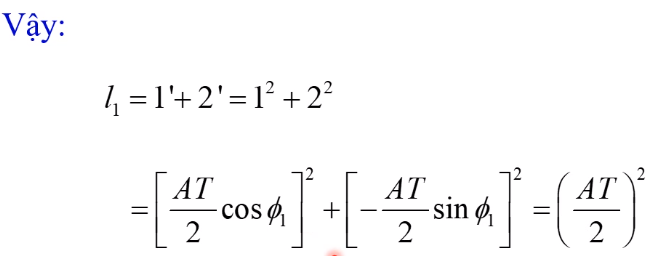 Vậy:
l₁ = 1'+ 2' = 1² + 2²
= [AT/2 cos ϕ₁]² + [−AT/2 sin ϕ₁]² = (AT/2)²